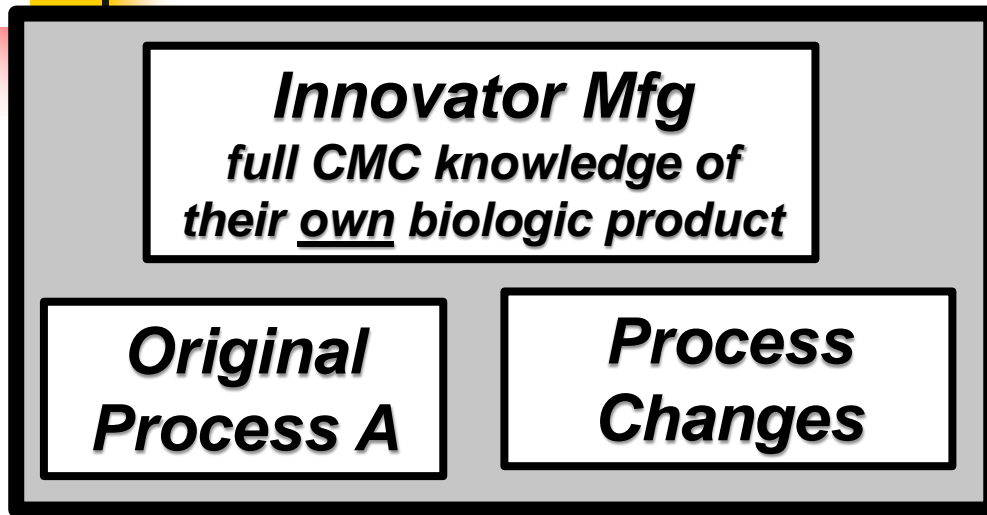 Innovator Mfg
full CMC knowledge of
their own biologic product
Original
Process A
Process
Changes